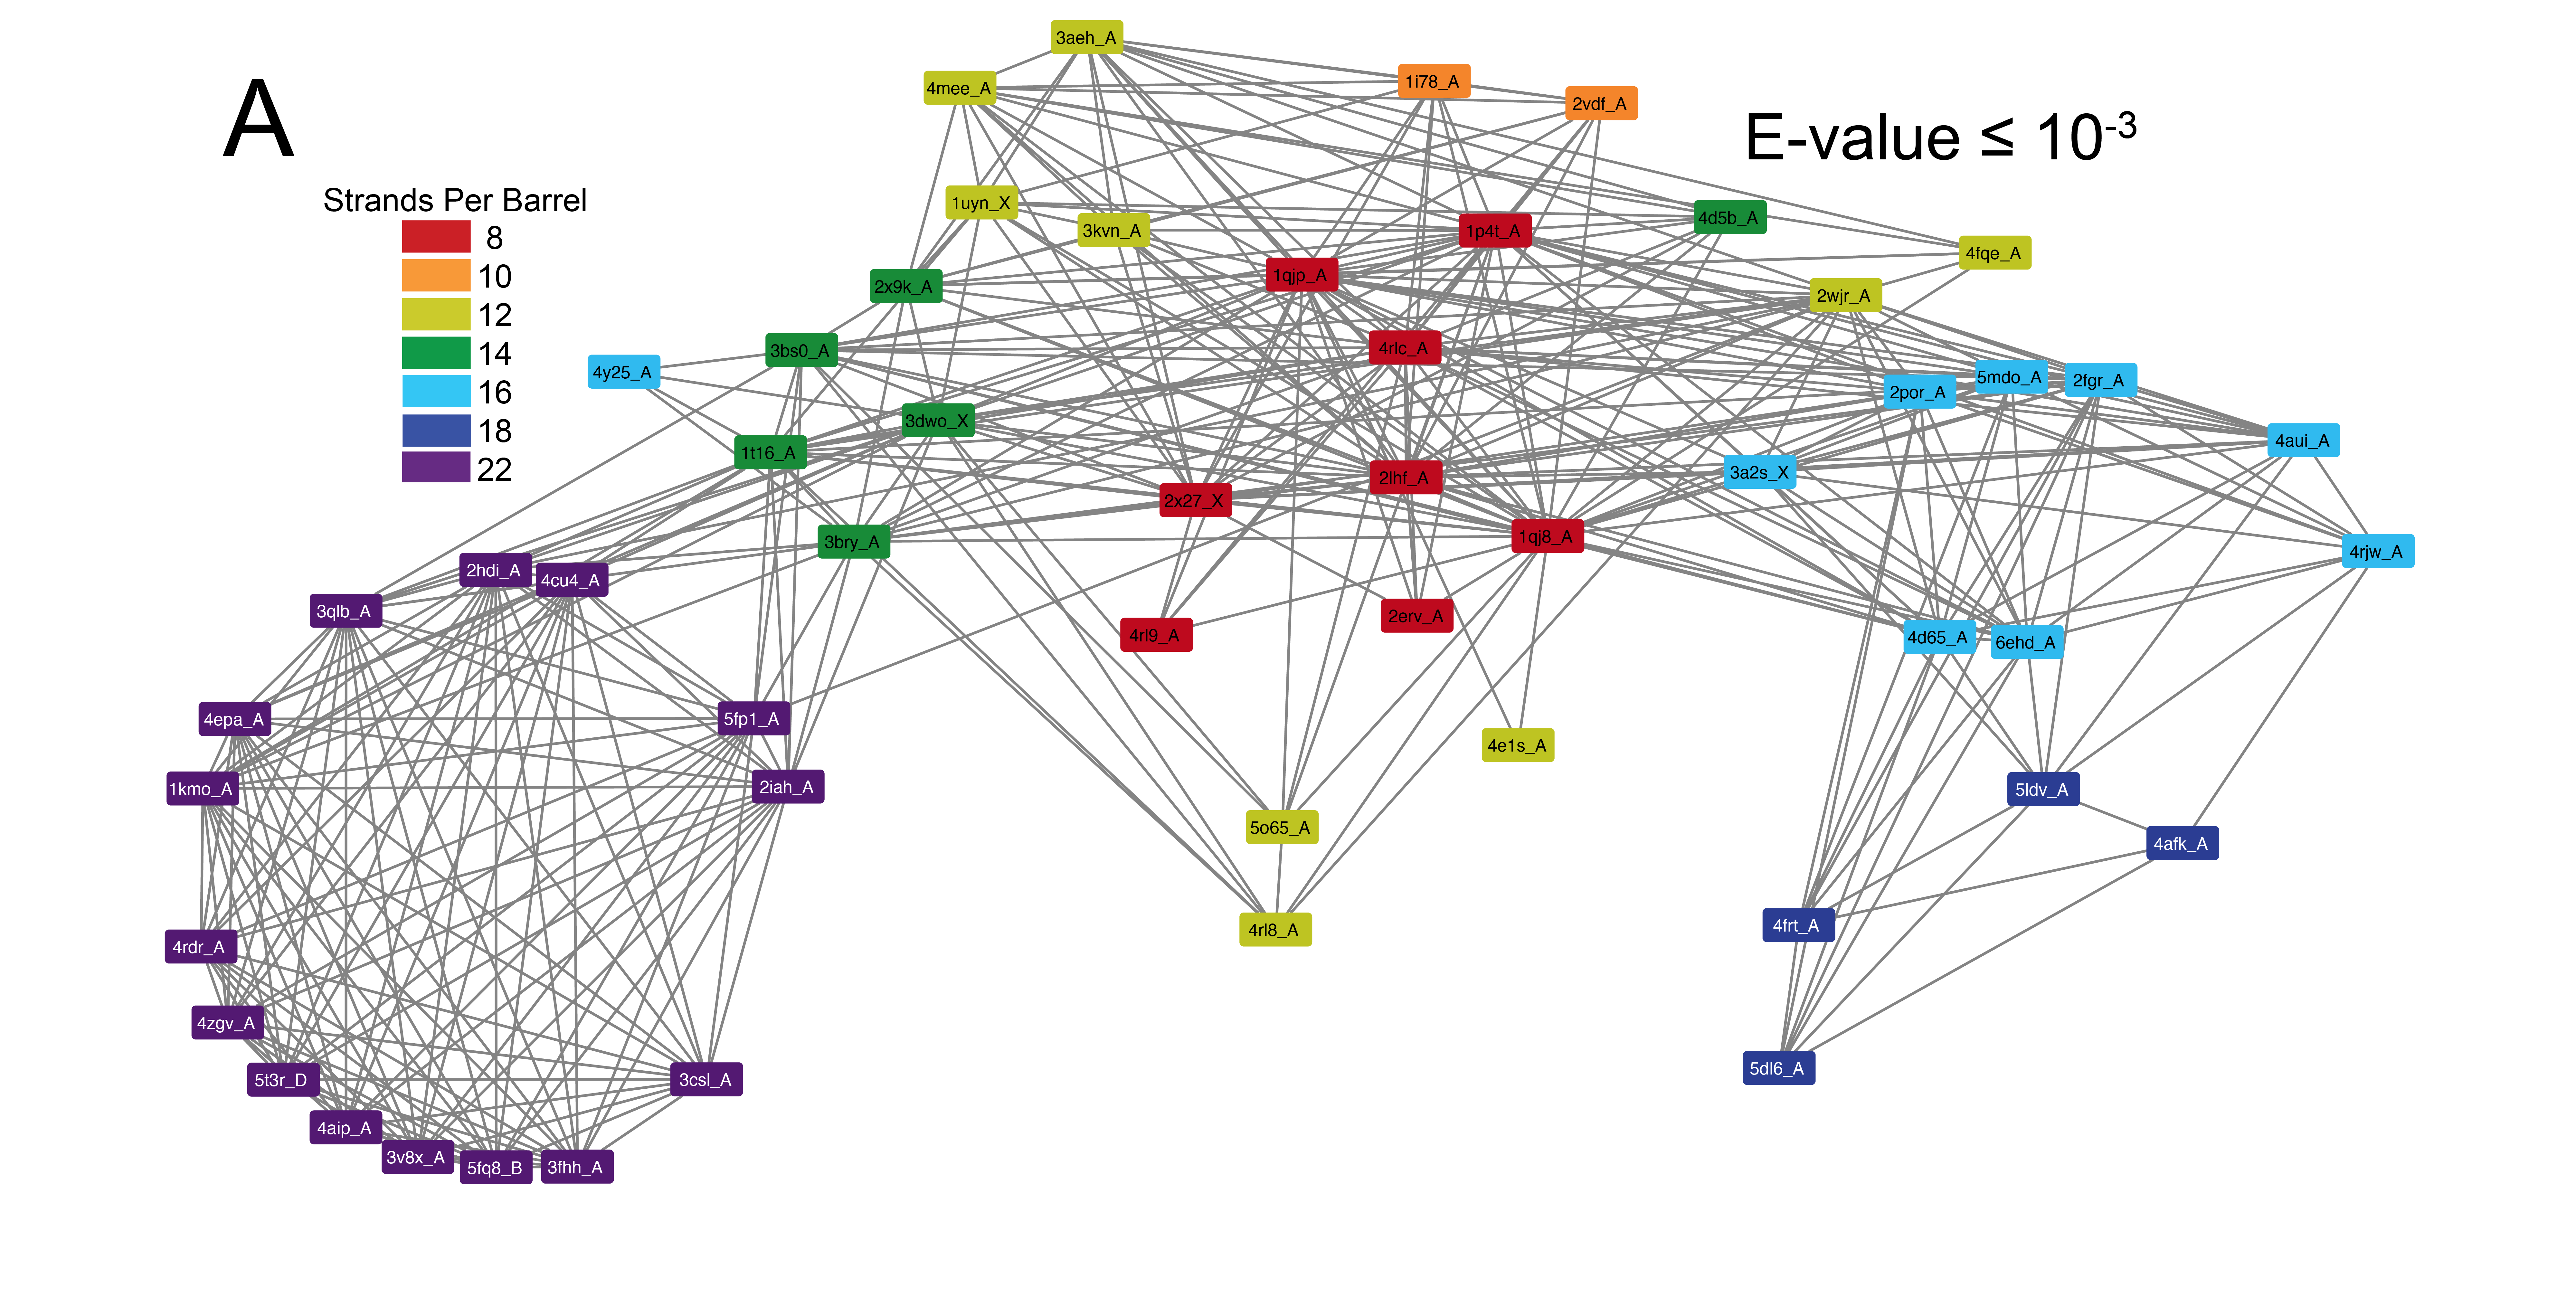 A
E-value ≤ 10-3
Strands Per Barrel
8
10
12
14
16
18
22
3aeh_A
1i78_A
4mee_A
2vdf_A
1uyn_X
3kvn_A
1p4t_A
4d5b_A
4fqe_A
1qjp_A
2x9k_A
2wjr_A
3bs0_A
4rlc_A
4y25_A
5mdo_A
2fgr_A
2por_A
3dwo_X
4aui_A
1t16_A
3a2s_X
2lhf_A
2x27_X
1qj8_A
3bry_A
4rjw_A
2hdi_A
4cu4_A
3qlb_A
2erv_A
4rl9_A
4d65_A
6ehd_A
4epa_A
5fp1_A
4e1s_A
1kmo_A
2iah_A
5ldv_A
5o65_A
4afk_A
4frt_A
4rl8_A
4rdr_A
4zgv_A
5dl6_A
5t3r_D
3csl_A
4aip_A
3v8x_A
5fq8_B
3fhh_A